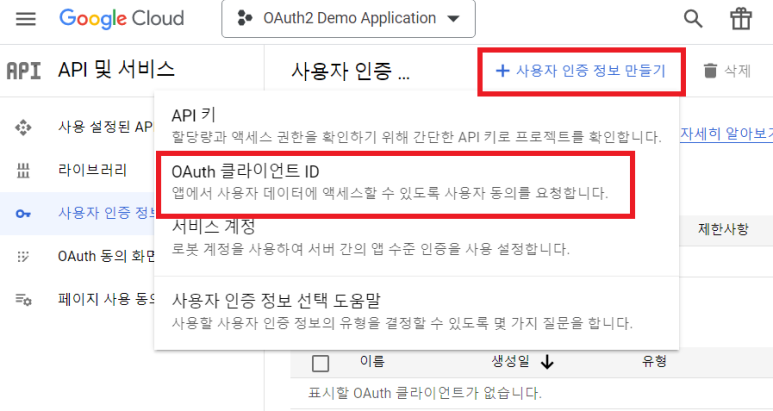 Google Cloud
OAuth2 Demo Application
API
API 및 서비스
사용자 인증 ...
+ 사용자 인증 정보 만들기
삭제
사용 설정된 AP
라이브러리
사용자 인증 정보
OAuth 동의 화면
페이지 사용 동의
API 키
할당량과 액세스 권한을 확인하기 위해 간단한 API 키로 프로젝트를 확인합니다.
OAuth 클라이언트 ID
앱에서 사용자 데이터에 액세스할 수 있도록 사용자 동의를 요청합니다.
서비스 계정
로봇 계정을 사용하여 서버 간의 앱 수준 인증을 사용 설정합니다.
사용자 인증 정보 선택 도움말
사용할 사용자 인증 정보의 유형을 결정할 수 있도록 몇 가지 질문을 합니다.
자세히 알아보기
제한사항
이름
생성일
유형
표시할 OAuth 클라이언트가 없습니다.